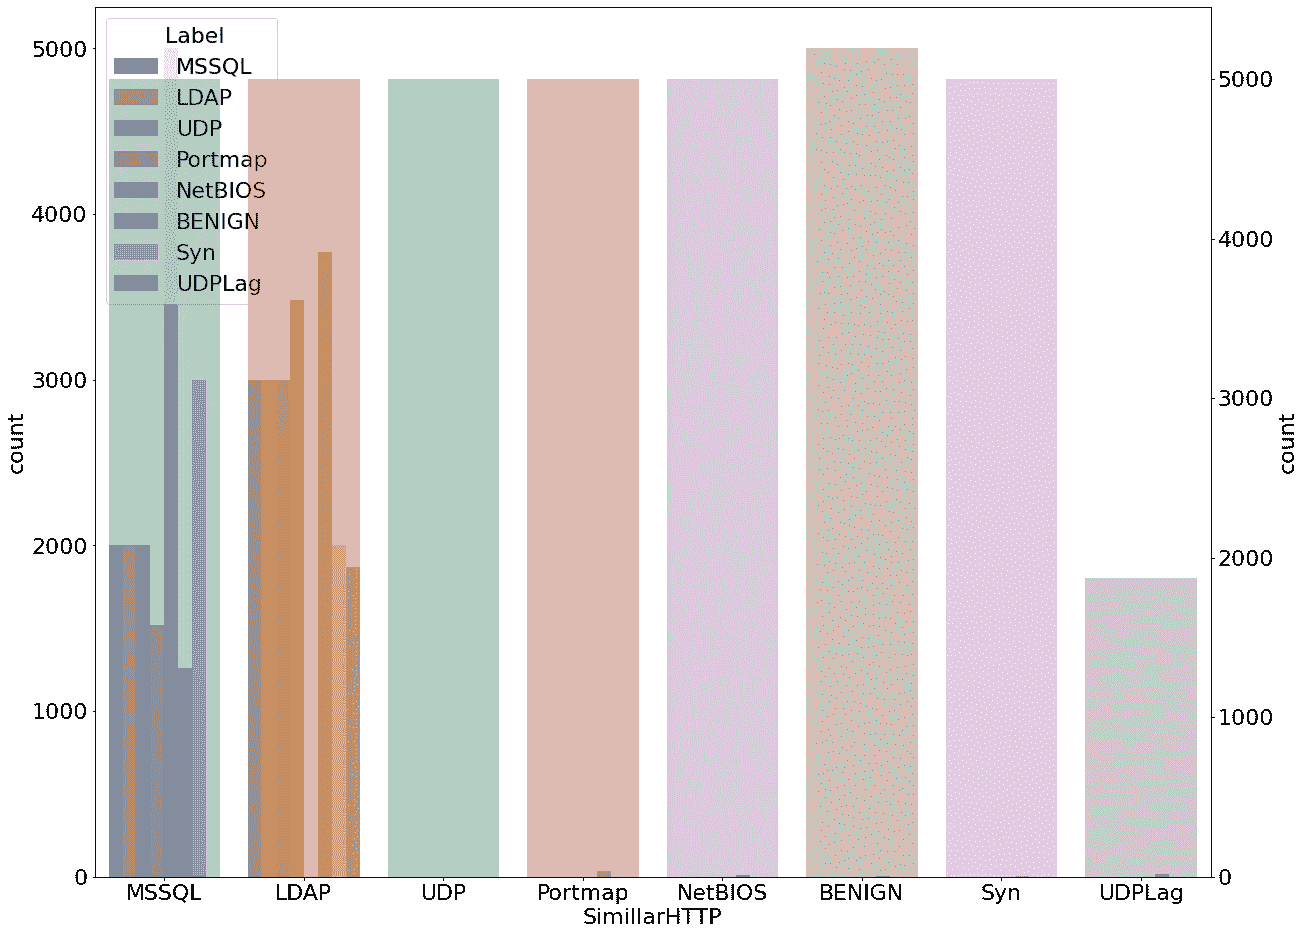 Label
MSSQL
LDAP
UDP
Portmap
NetBIOS
BENIGN
Syn
UDPLag
5000
4000
3000
2000
1000
0
count
5000
4000
3000
2000
1000
0
count
MSSQL LDAP UDP Portmap NetBIOS BENIGN Syn UDPLag
SimillarHTTP